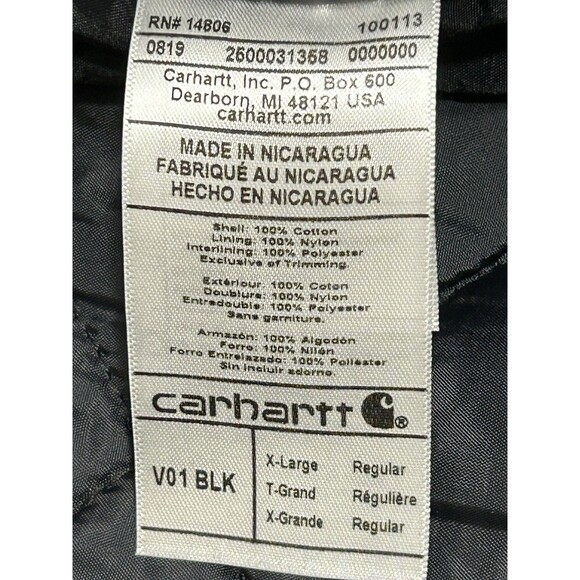 RN# 14806 100113
0819 2500031358 0000000
Carhartt, Inc. P.O. Box 600
Dearborn, MI 48121 USA
carhartt.com
MADE IN NICARAGUA
FABRIQUÉ AU NICARAGUA
HECHO EN NICARAGUA
Shell: 100% Cotton
Lining: 100% Nylon
Interlining: 100% Polyester
Exclusive of Trimming.
Extérieur: 100% Coton
Doublure: 100% Nylon
Entredouble: 100% Polyester
Sans garniture.
Armazón: 100% Algodón
Forro: 100% Nilón
Forro Entrelazado: 100% Poliéster
Sin incluir adorno.
carhartt ®
V01 BLK
X-Large Regular
T-Grand Régulière
X-Grande Regular